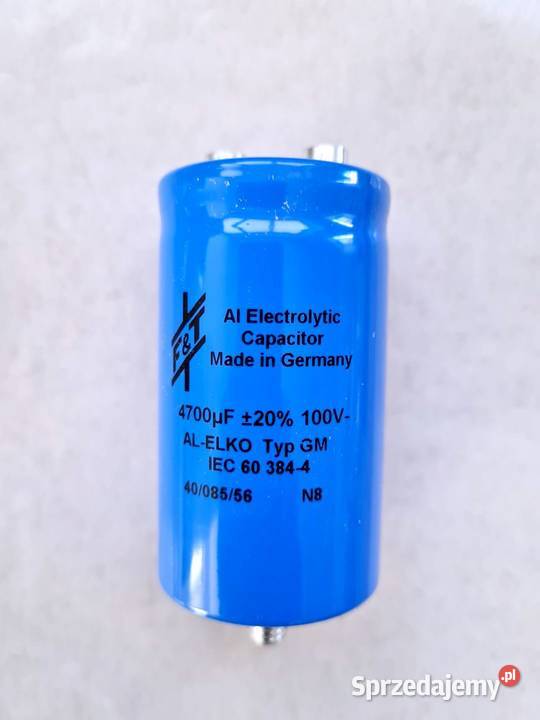 F&T
Al Electrolytic
Capacitor
Made in Germany
4700µF ±20% 100V-
AL-ELKO Typ GM
IEC 60 384-4
40/085/56 N8
Sprzedajemy.pl